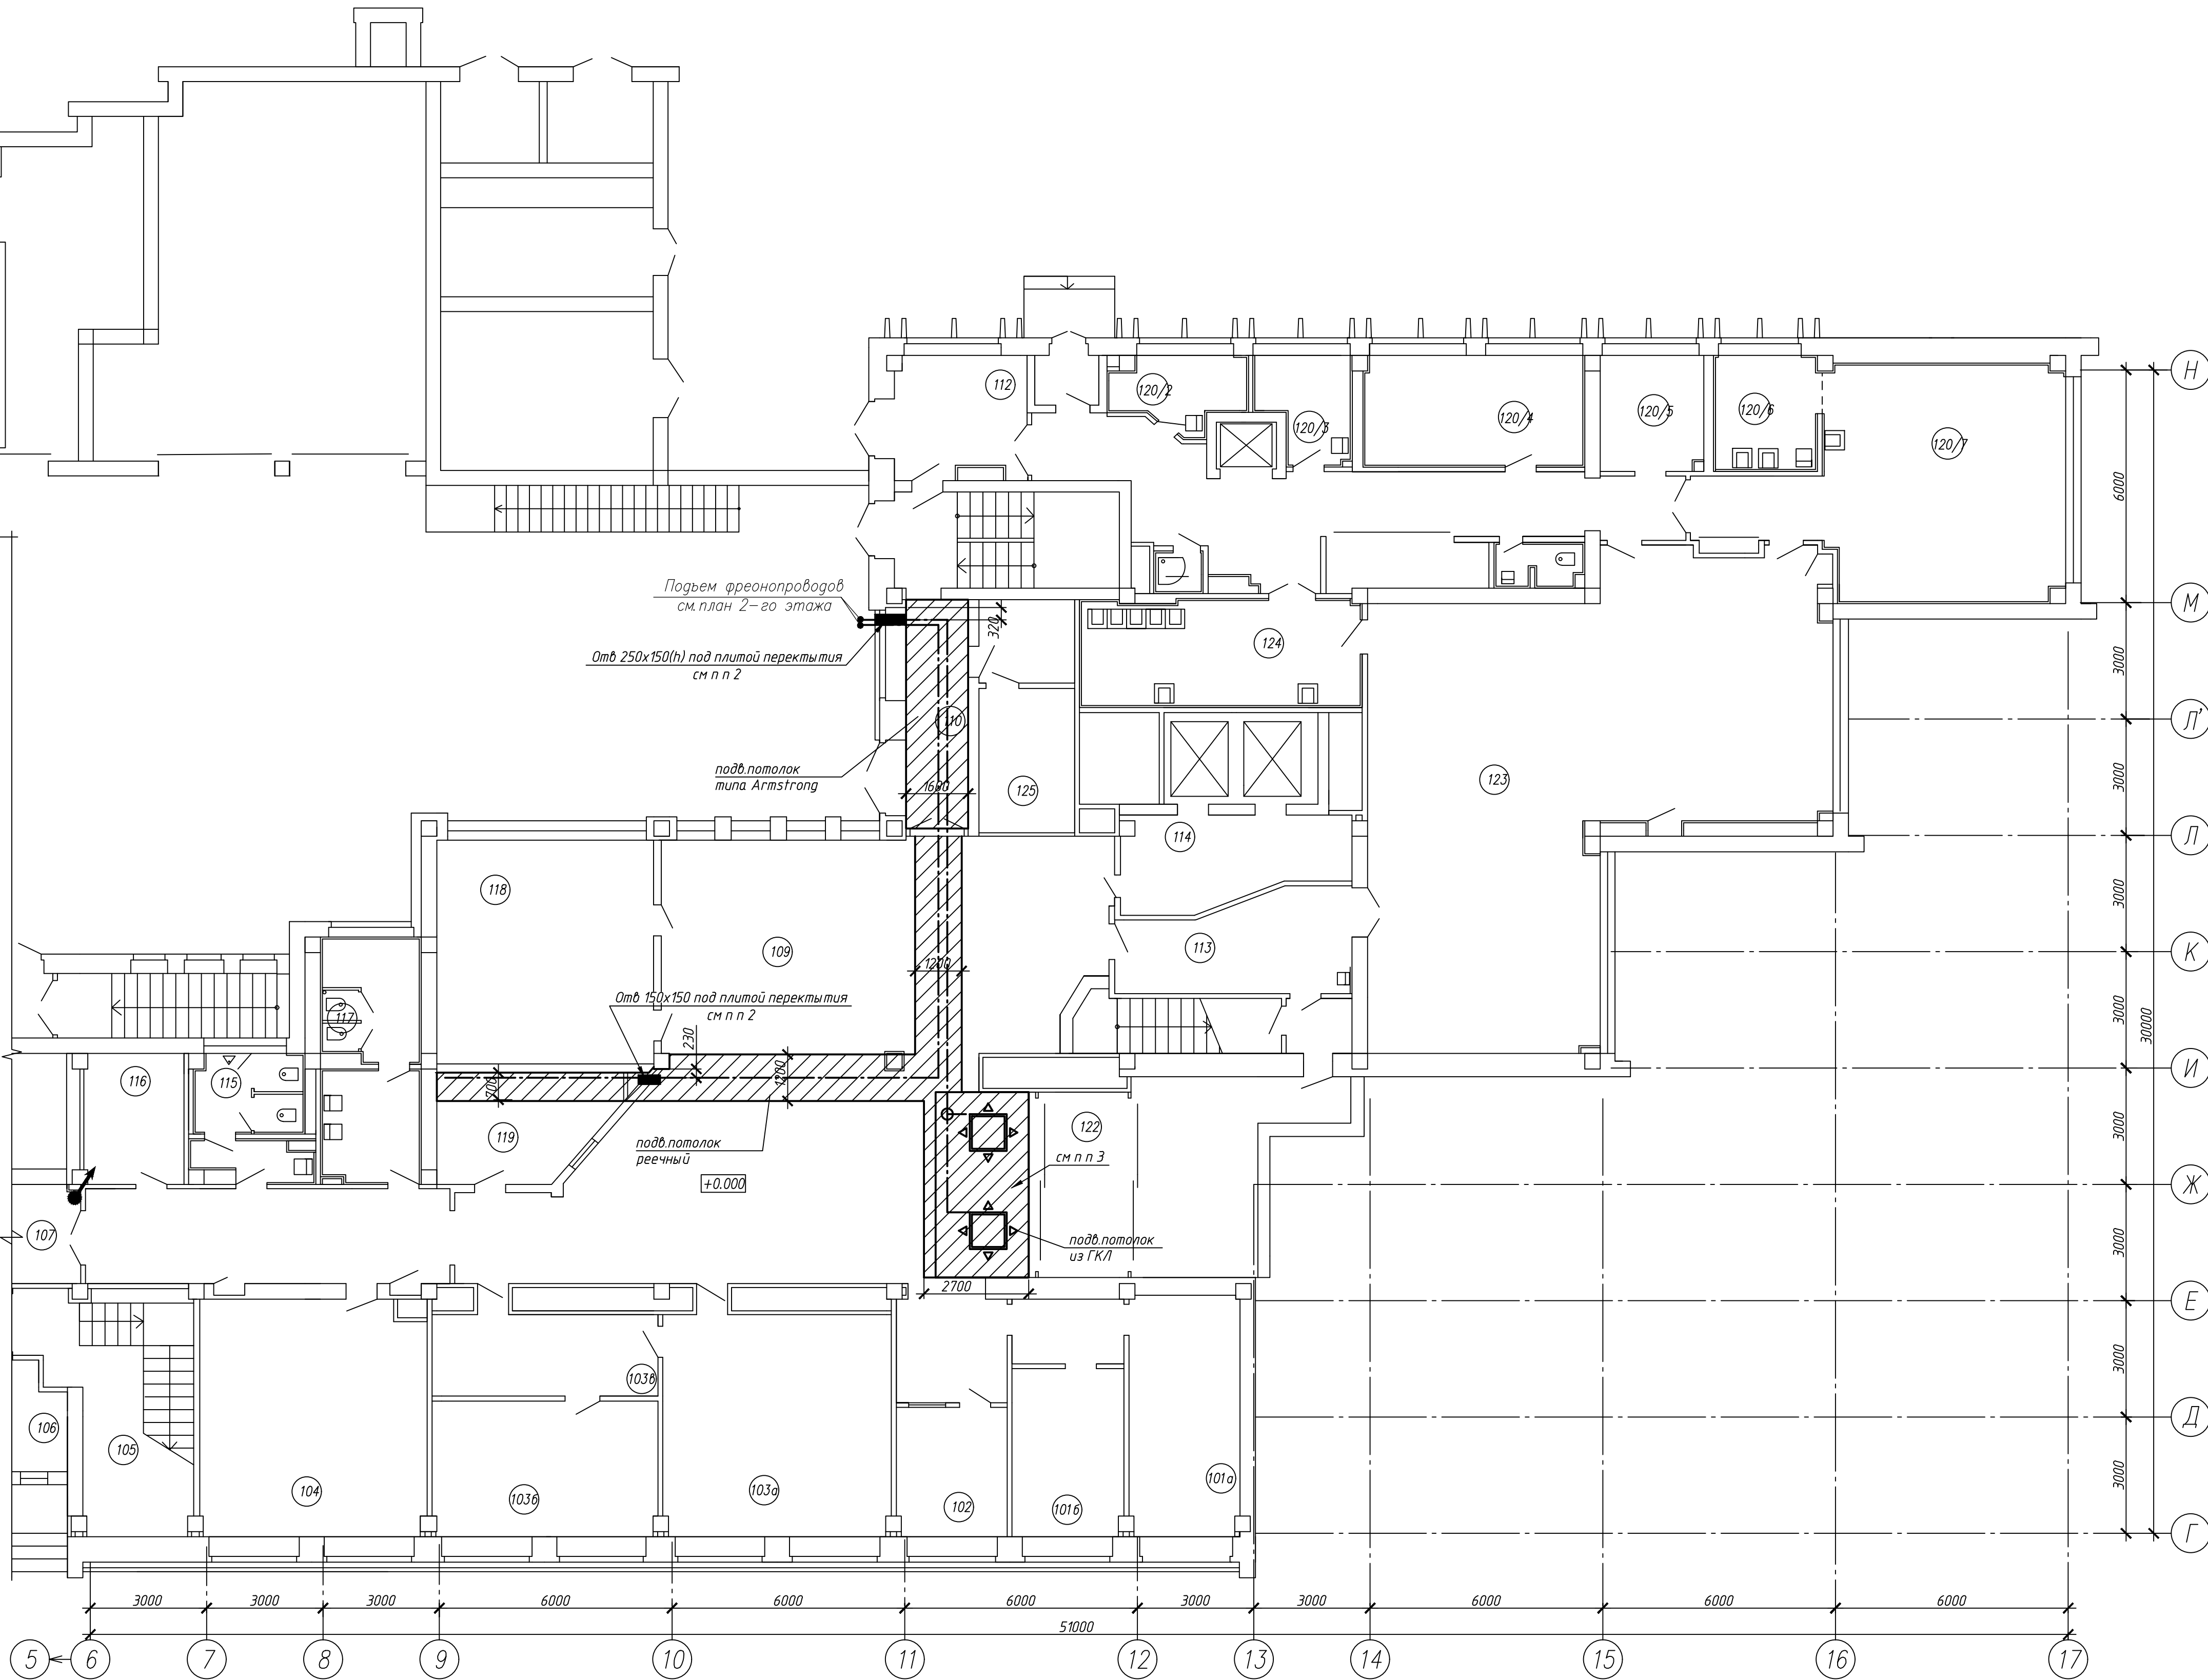 112
120/2
120/3
120/4
120/5
120/6
120/7
Н
6000
Подъем фреонопроводов
см.план 2-го этажа
320
М
Отв 250х150(h) под плитой перектытия
см п п 2
124
3000
110
Л'
подв.потолок
типа Armstrong
1600
125
123
3000
114
Л
118
3000
109
1200
113
К
Отв 150х150 под плитой перектытия
см п п 2
117
230
3000
30000
116
115
700
1200
И
119
122
3000
подв.потолок
реечный
см п п 3
+0.000
Ж
107
подв.потолок
из ГКЛ
3000
2700
Е
103в
3000
106
105
Д
104
103б
103а
102
101б
101а
3000
Г
3000
3000
3000
6000
6000
6000
3000
3000
6000
6000
6000
51000
5
6
7
8
9
10
11
12
13
14
15
16
17